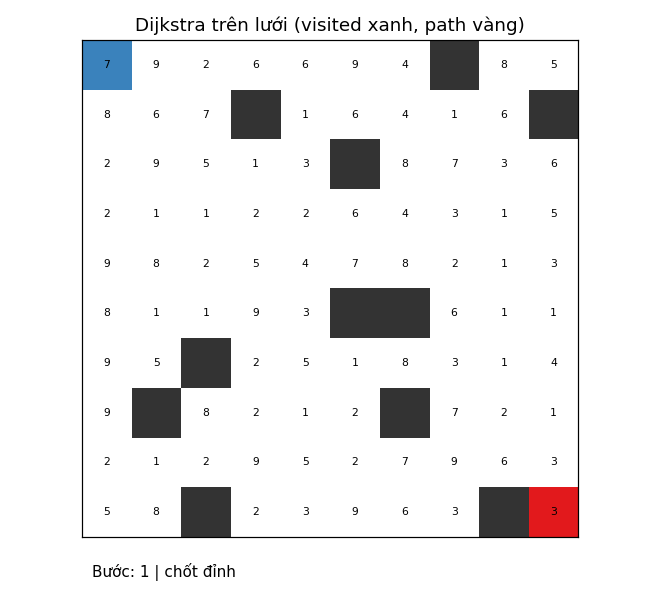 Dijkstra trên lưới (visited xanh, path vàng)
7 9 2 6 6 9 4 8 5
8 6 7 1 6 4 1 6
2 9 5 1 3 8 7 3 6
2 1 1 2 2 6 4 3 1 5
9 8 2 5 4 7 8 2 1 3
8 1 1 9 3 6 1 1
9 5 2 5 1 8 3 1 4
9 8 2 1 2 7 2 1
2 1 2 9 5 2 7 9 6 3
5 8 2 3 9 6 3 3
Bước: 1 | chốt đỉnh